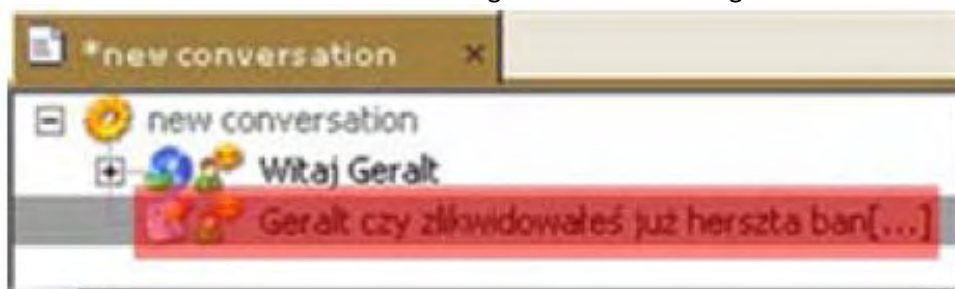 *new conversation
new conversation
Witaj Geralt
Geralt czy zlikwidowałeś już herszta ban[...]